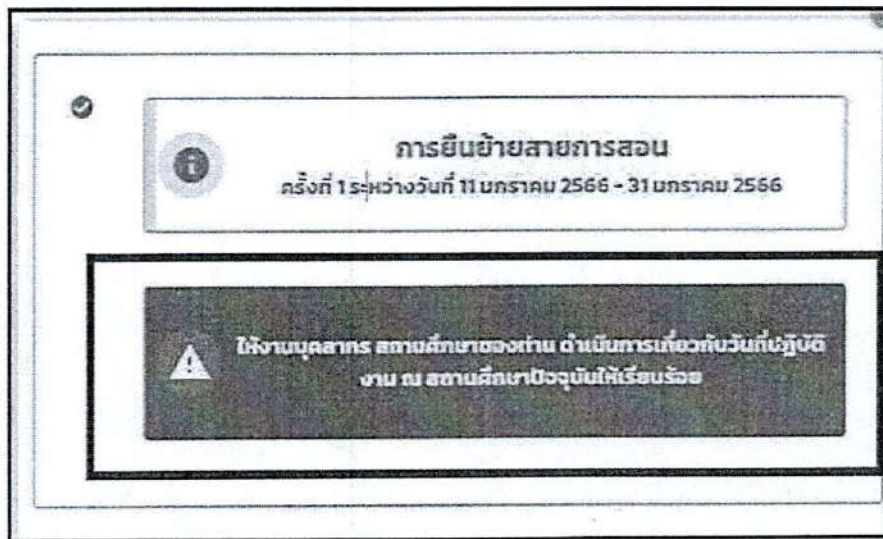 การยื่นย้ายสายการสอน
ครั้งที่ 1 ระหว่างวันที่ 11 มกราคม 2566 - 31 มกราคม 2566
ให้งานบุคลากร สถานศึกษาของท่าน ดำเนินการเกี่ยวกับวันที่ปฏิบัติ
งาน ณ สถานศึกษาปัจจุบันให้เรียบร้อย